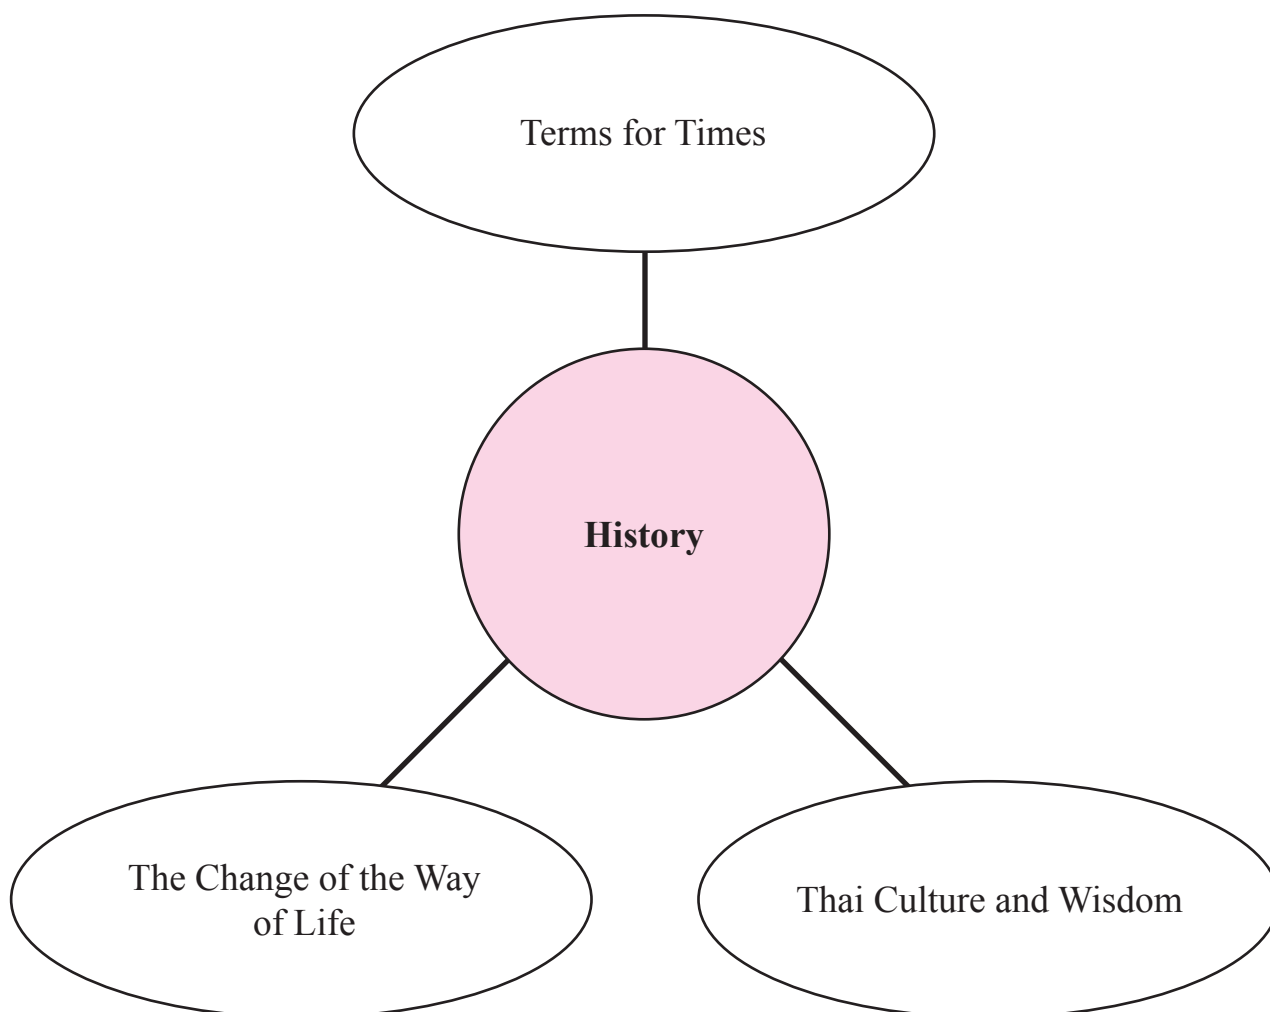 Terms for Times
History
The Change of the Way
of Life
Thai Culture and Wisdom